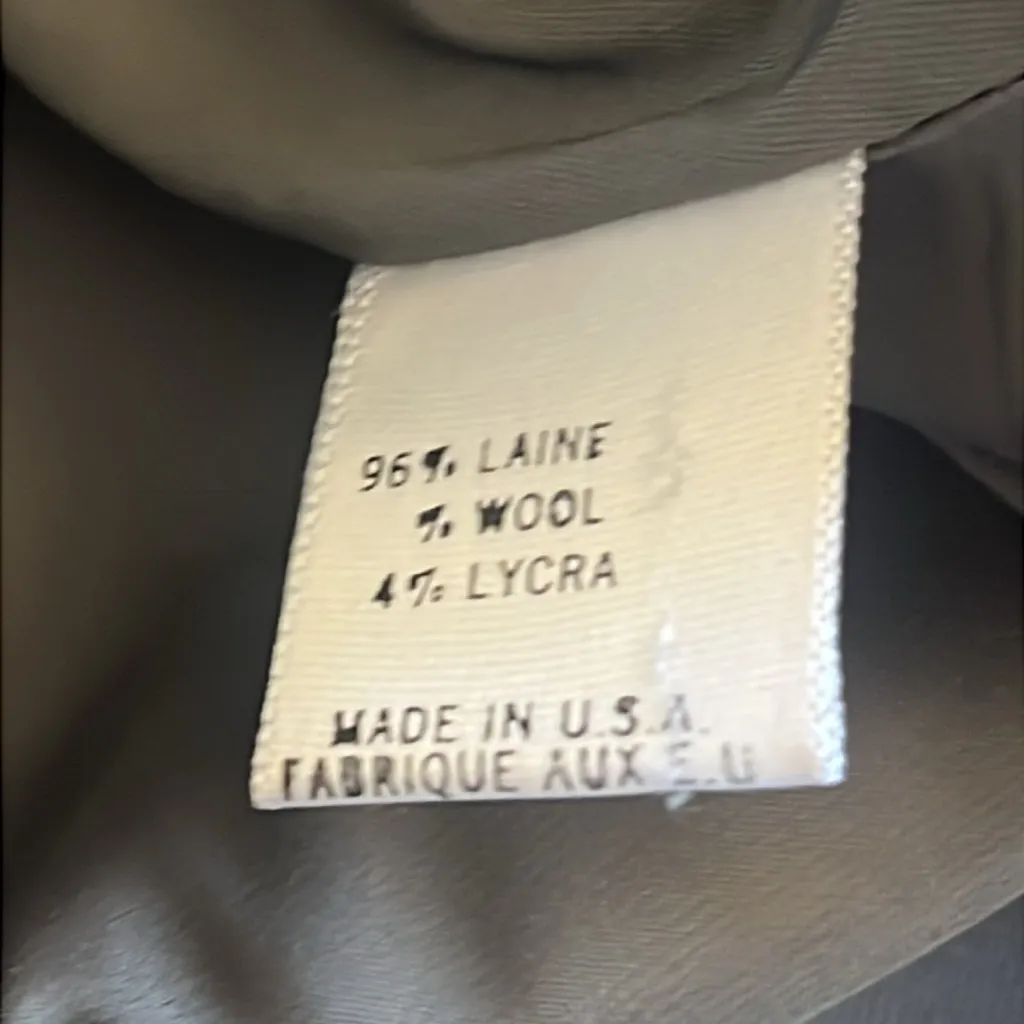 96% LAINE
% WOOL
4% LYCRA
MADE IN U.S.A.
FABRIQUE AUX E.U